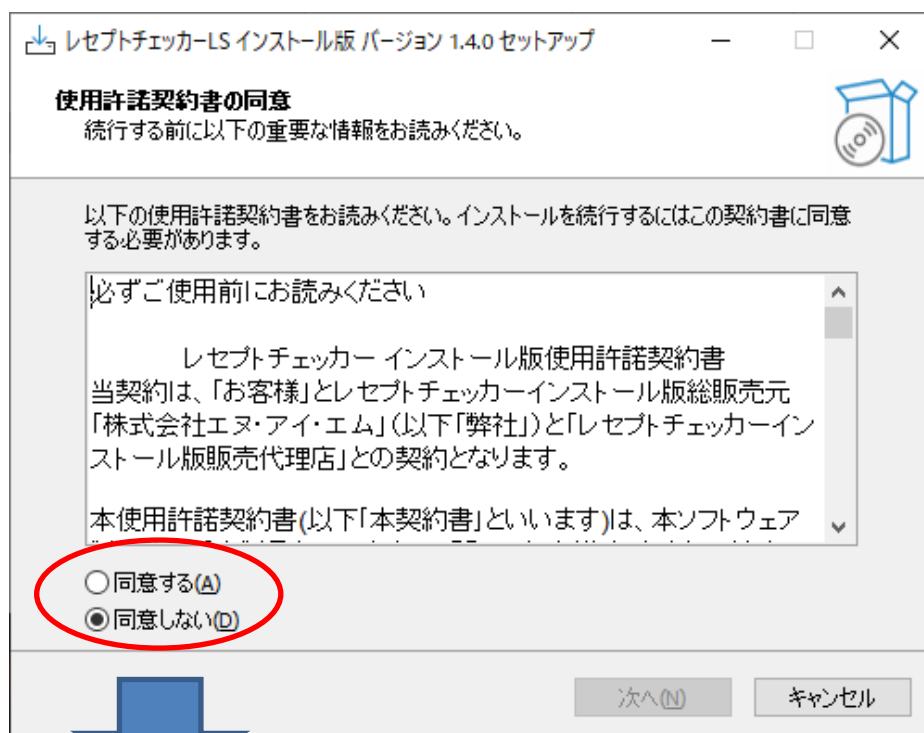 レセプトチェッカーLS インストール版 バージョン 1.4.0 セットアップ
使用許諾契約書の同意
続行する前に以下の重要な情報をお読みください。
以下の使用許諾契約書をお読みください。インストールを続行するにはこの契約書に同意
する必要があります。
必ずご使用前にお読みください
レセプトチェッカー インストール版使用許諾契約書
当契約は、「お客様」とレセプトチェッカーインストール版総販売元
「株式会社エヌ・アイ・エム」(以下「弊社」)と「レセプトチェッカーイン
ストール版販売代理店」との契約となります。
本使用許諾契約書(以下「本契約書」といいます)は、本ソフトウェア
同意する(A)
同意しない(D)
次へ(N)
キャンセル